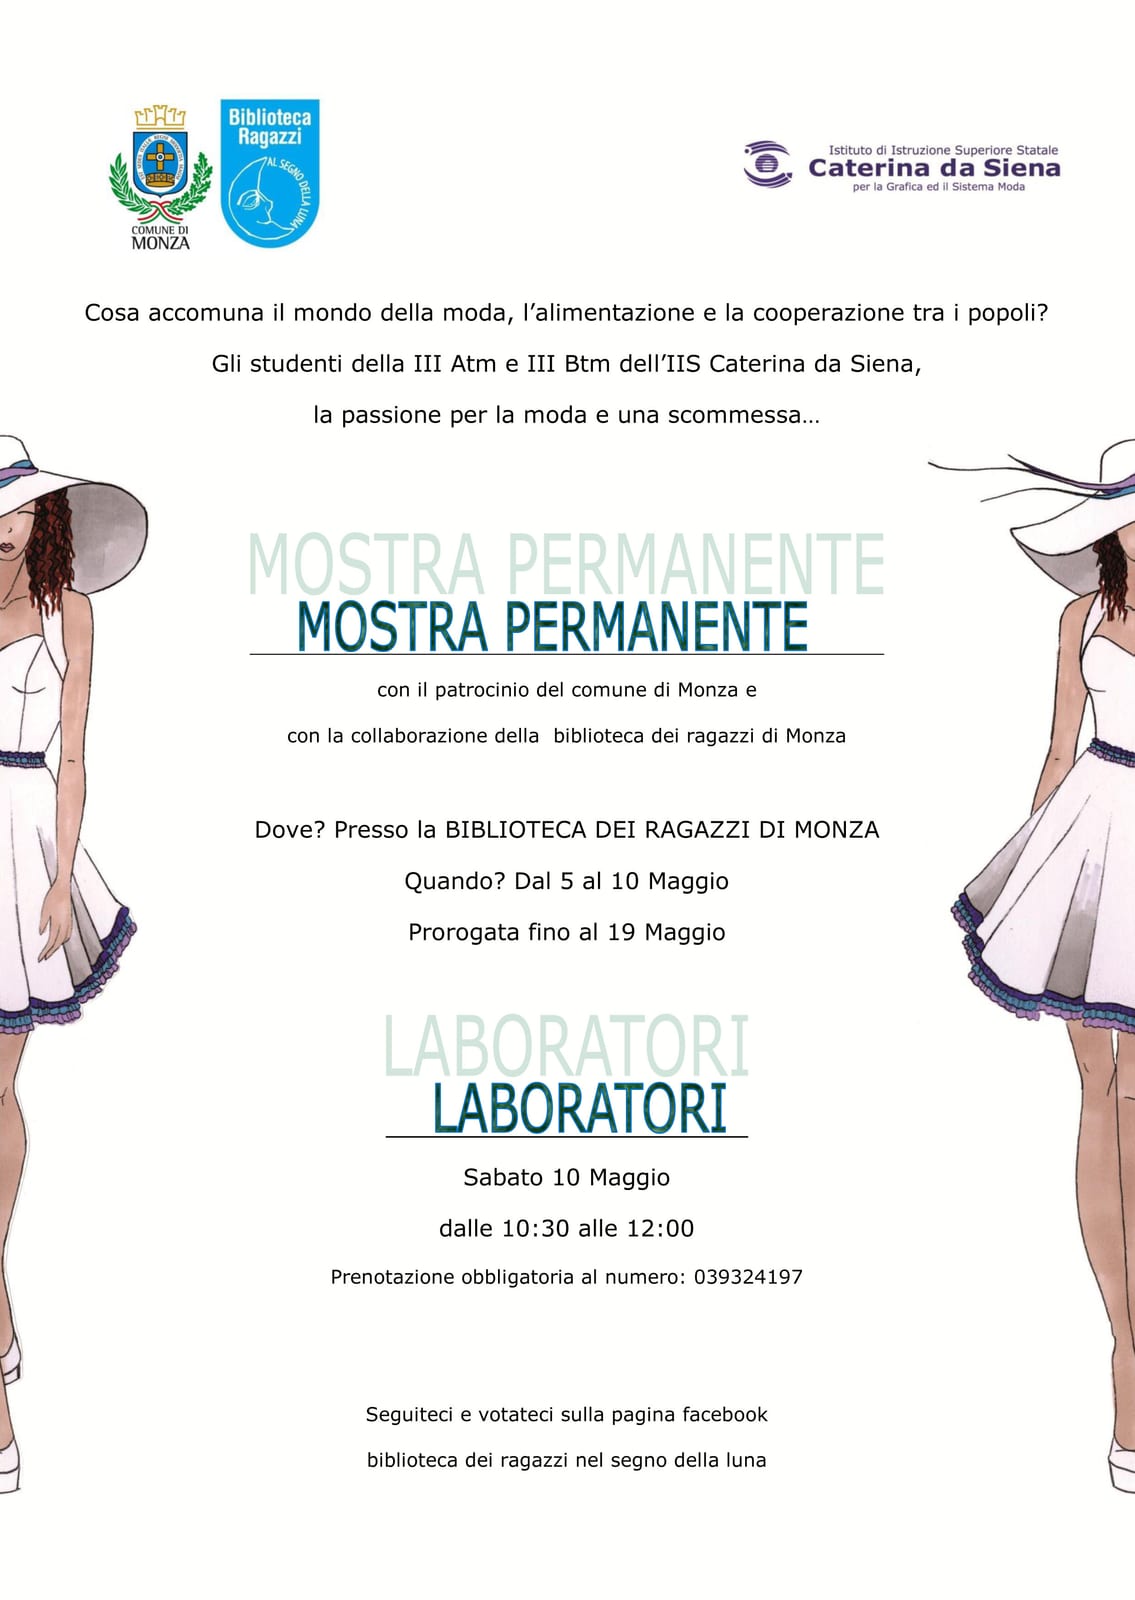 Biblioteca
Ragazzi
AL SEGNO DELLA LUNA
COMUNE DI
MONZA
Istituto di Istruzione Superiore Statale
Caterina da Siena
per la Grafica ed il Sistema Moda
Cosa accomuna il mondo della moda, l’alimentazione e la cooperazione tra i popoli?
Gli studenti della III Atm e III Btm dell’IIS Caterina da Siena,
la passione per la moda e una scommessa…
MOSTRA PERMANENTE
MOSTRA PERMANENTE
con il patrocinio del comune di Monza e
con la collaborazione della  biblioteca dei ragazzi di Monza
Dove? Presso la BIBLIOTECA DEI RAGAZZI DI MONZA
Quando? Dal 5 al 10 Maggio
Prorogata fino al 19 Maggio
LABORATORI
LABORATORI
Sabato 10 Maggio
dalle 10:30 alle 12:00
Prenotazione obbligatoria al numero: 039324197
Seguiteci e votateci sulla pagina facebook
biblioteca dei ragazzi nel segno della luna